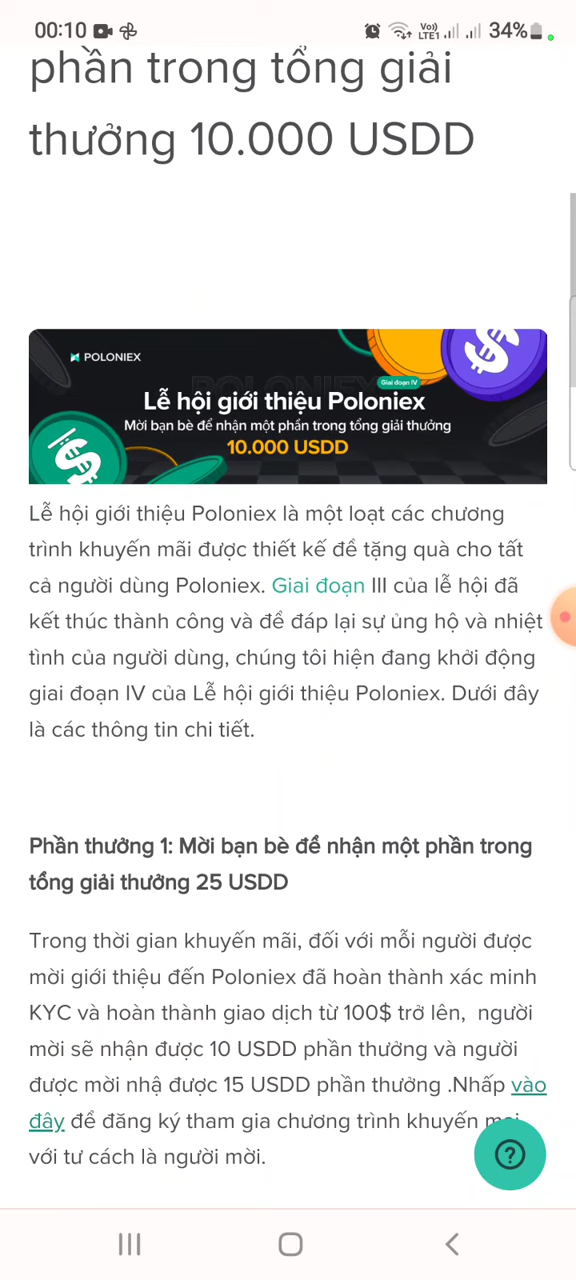 00:10 Vo)) LTE1 34%
phần trong tổng giải
thưởng 10.000 USDD
POLONIEX
POLONIEX
Giai đoạn IV
Lễ hội giới thiệu Poloniex
Mời bạn bè để nhận một phần trong tổng giải thưởng
10.000 USDD
Lễ hội giới thiệu Poloniex là một loạt các chương
trình khuyến mãi được thiết kế để tặng quà cho tất
cả người dùng Poloniex. Giai đoạn III của lễ hội đã
kết thúc thành công và để đáp lại sự ủng hộ và nhiệt
tình của người dùng, chúng tôi hiện đang khởi động
giai đoạn IV của Lễ hội giới thiệu Poloniex. Dưới đây
là các thông tin chi tiết.
Phần thưởng 1: Mời bạn bè để nhận một phần trong
tổng giải thưởng 25 USDD
Trong thời gian khuyến mãi, đối với mỗi người được
mời giới thiệu đến Poloniex đã hoàn thành xác minh
KYC và hoàn thành giao dịch từ 100$ trở lên, người
mời sẽ nhận được 10 USDD phần thưởng và người
được mời nhậ được 15 USDD phần thưởng .Nhấp vào
đây để đăng ký tham gia chương trình khuyến
với tư cách là người mời.